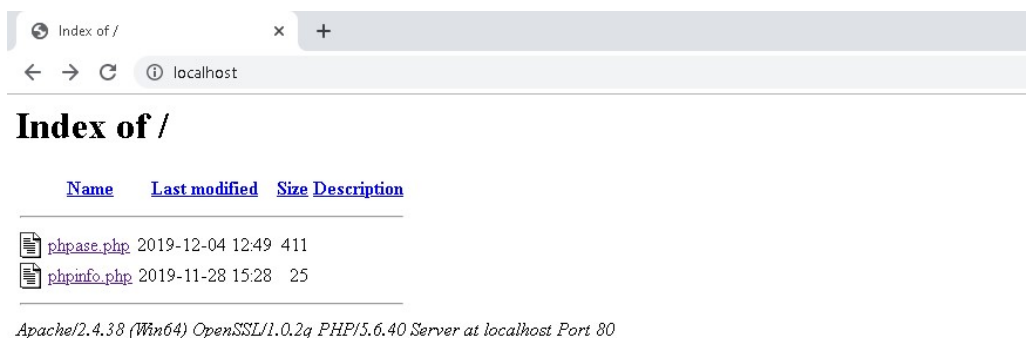 Index of /
localhost
Index of /
Name Last modified Size Description
phpase.php 2019-12-04 12:49 411
phpinfo.php 2019-11-28 15:28 25
Apache/2.4.38 (Win64) OpenSSL/1.0.2q PHP/5.6.40 Server at localhost Port 80